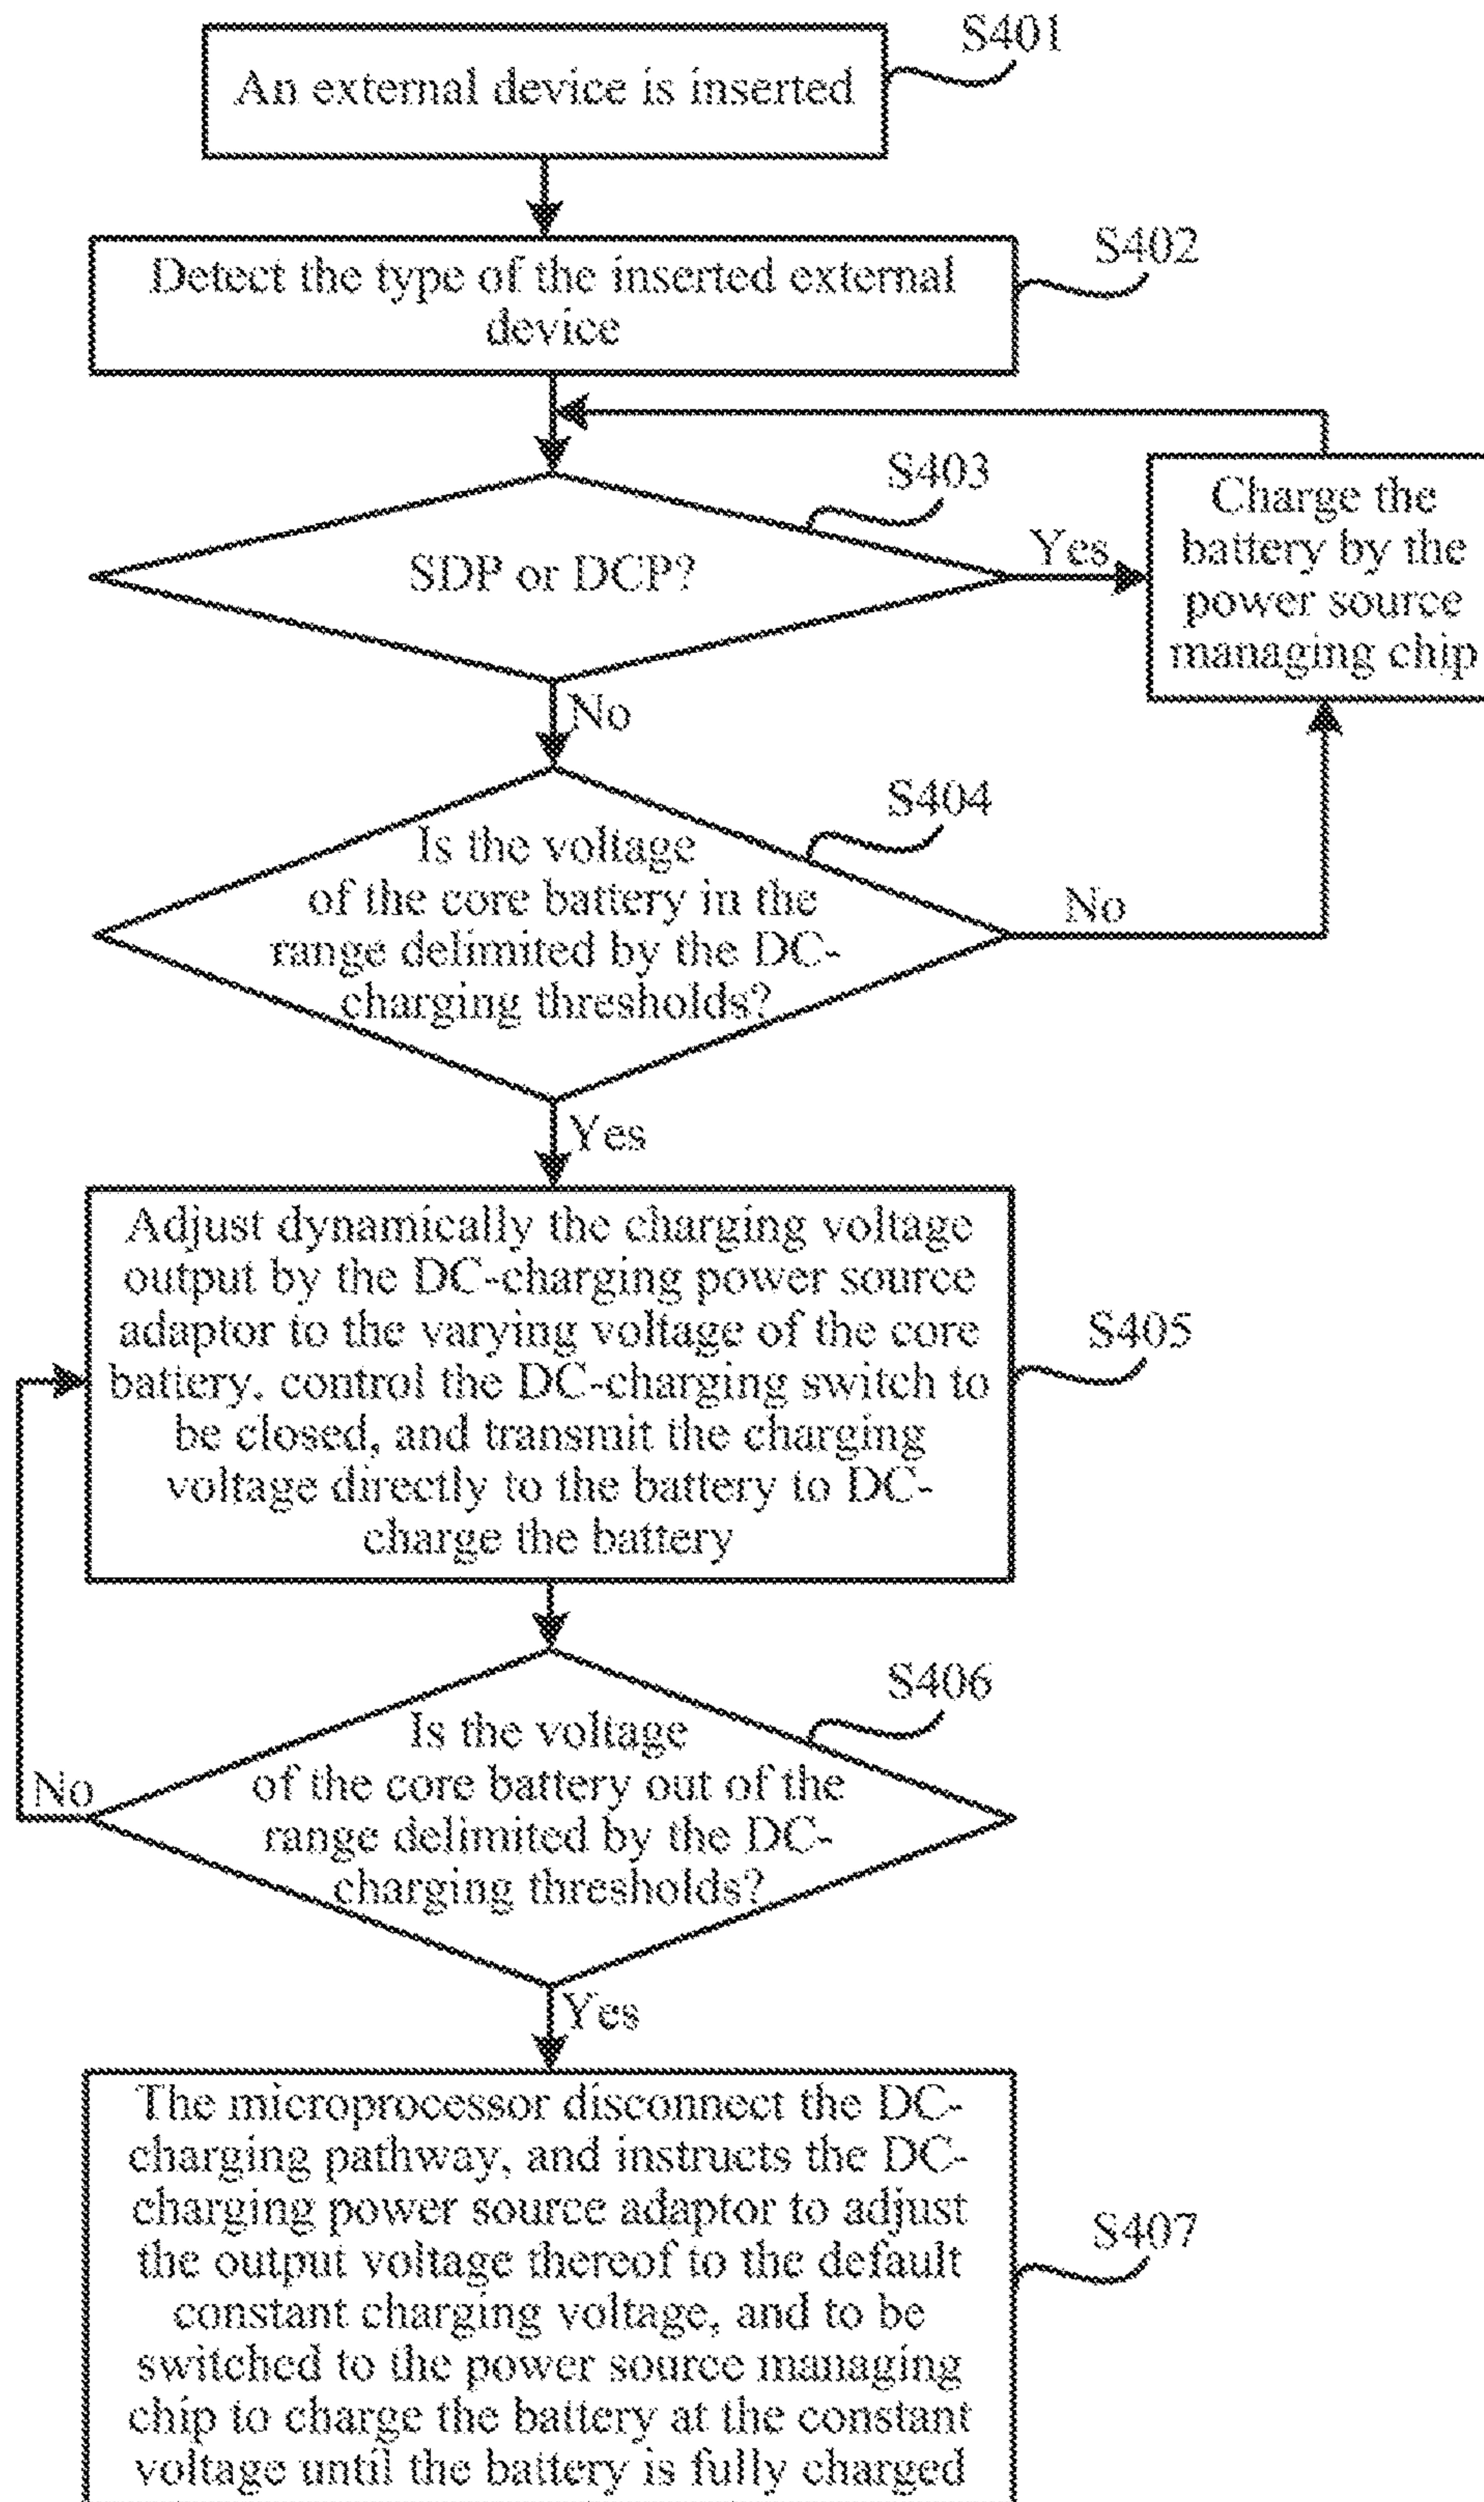 S401
An external device is inserted
S402
Detect the type of the inserted external
device
S403
Charge the
battery by the
power source
managing chip
Yes
SDP or DCP?
No
S404
Is the voltage
of the core battery in the
range delimited by the DC-
charging thresholds?
No
Yes
Adjust dynamically the charging voltage
output by the DC-charging power source
adaptor to the varying voltage of the core
battery, control the DC-charging switch to
be closed, and transmit the charging
voltage directly to the battery to DC-
charge the battery
S405
S406
Is the voltage
of the core battery out of the
range delimited by the DC-
charging thresholds?
No
Yes
The microprocessor disconnect the DC-
charging pathway, and instructs the DC-
charging power source adaptor to adjust
the output voltage thereof to the default
constant charging voltage, and to be
switched to the power source managing
chip to charge the battery at the constant
voltage until the battery is fully charged
S407